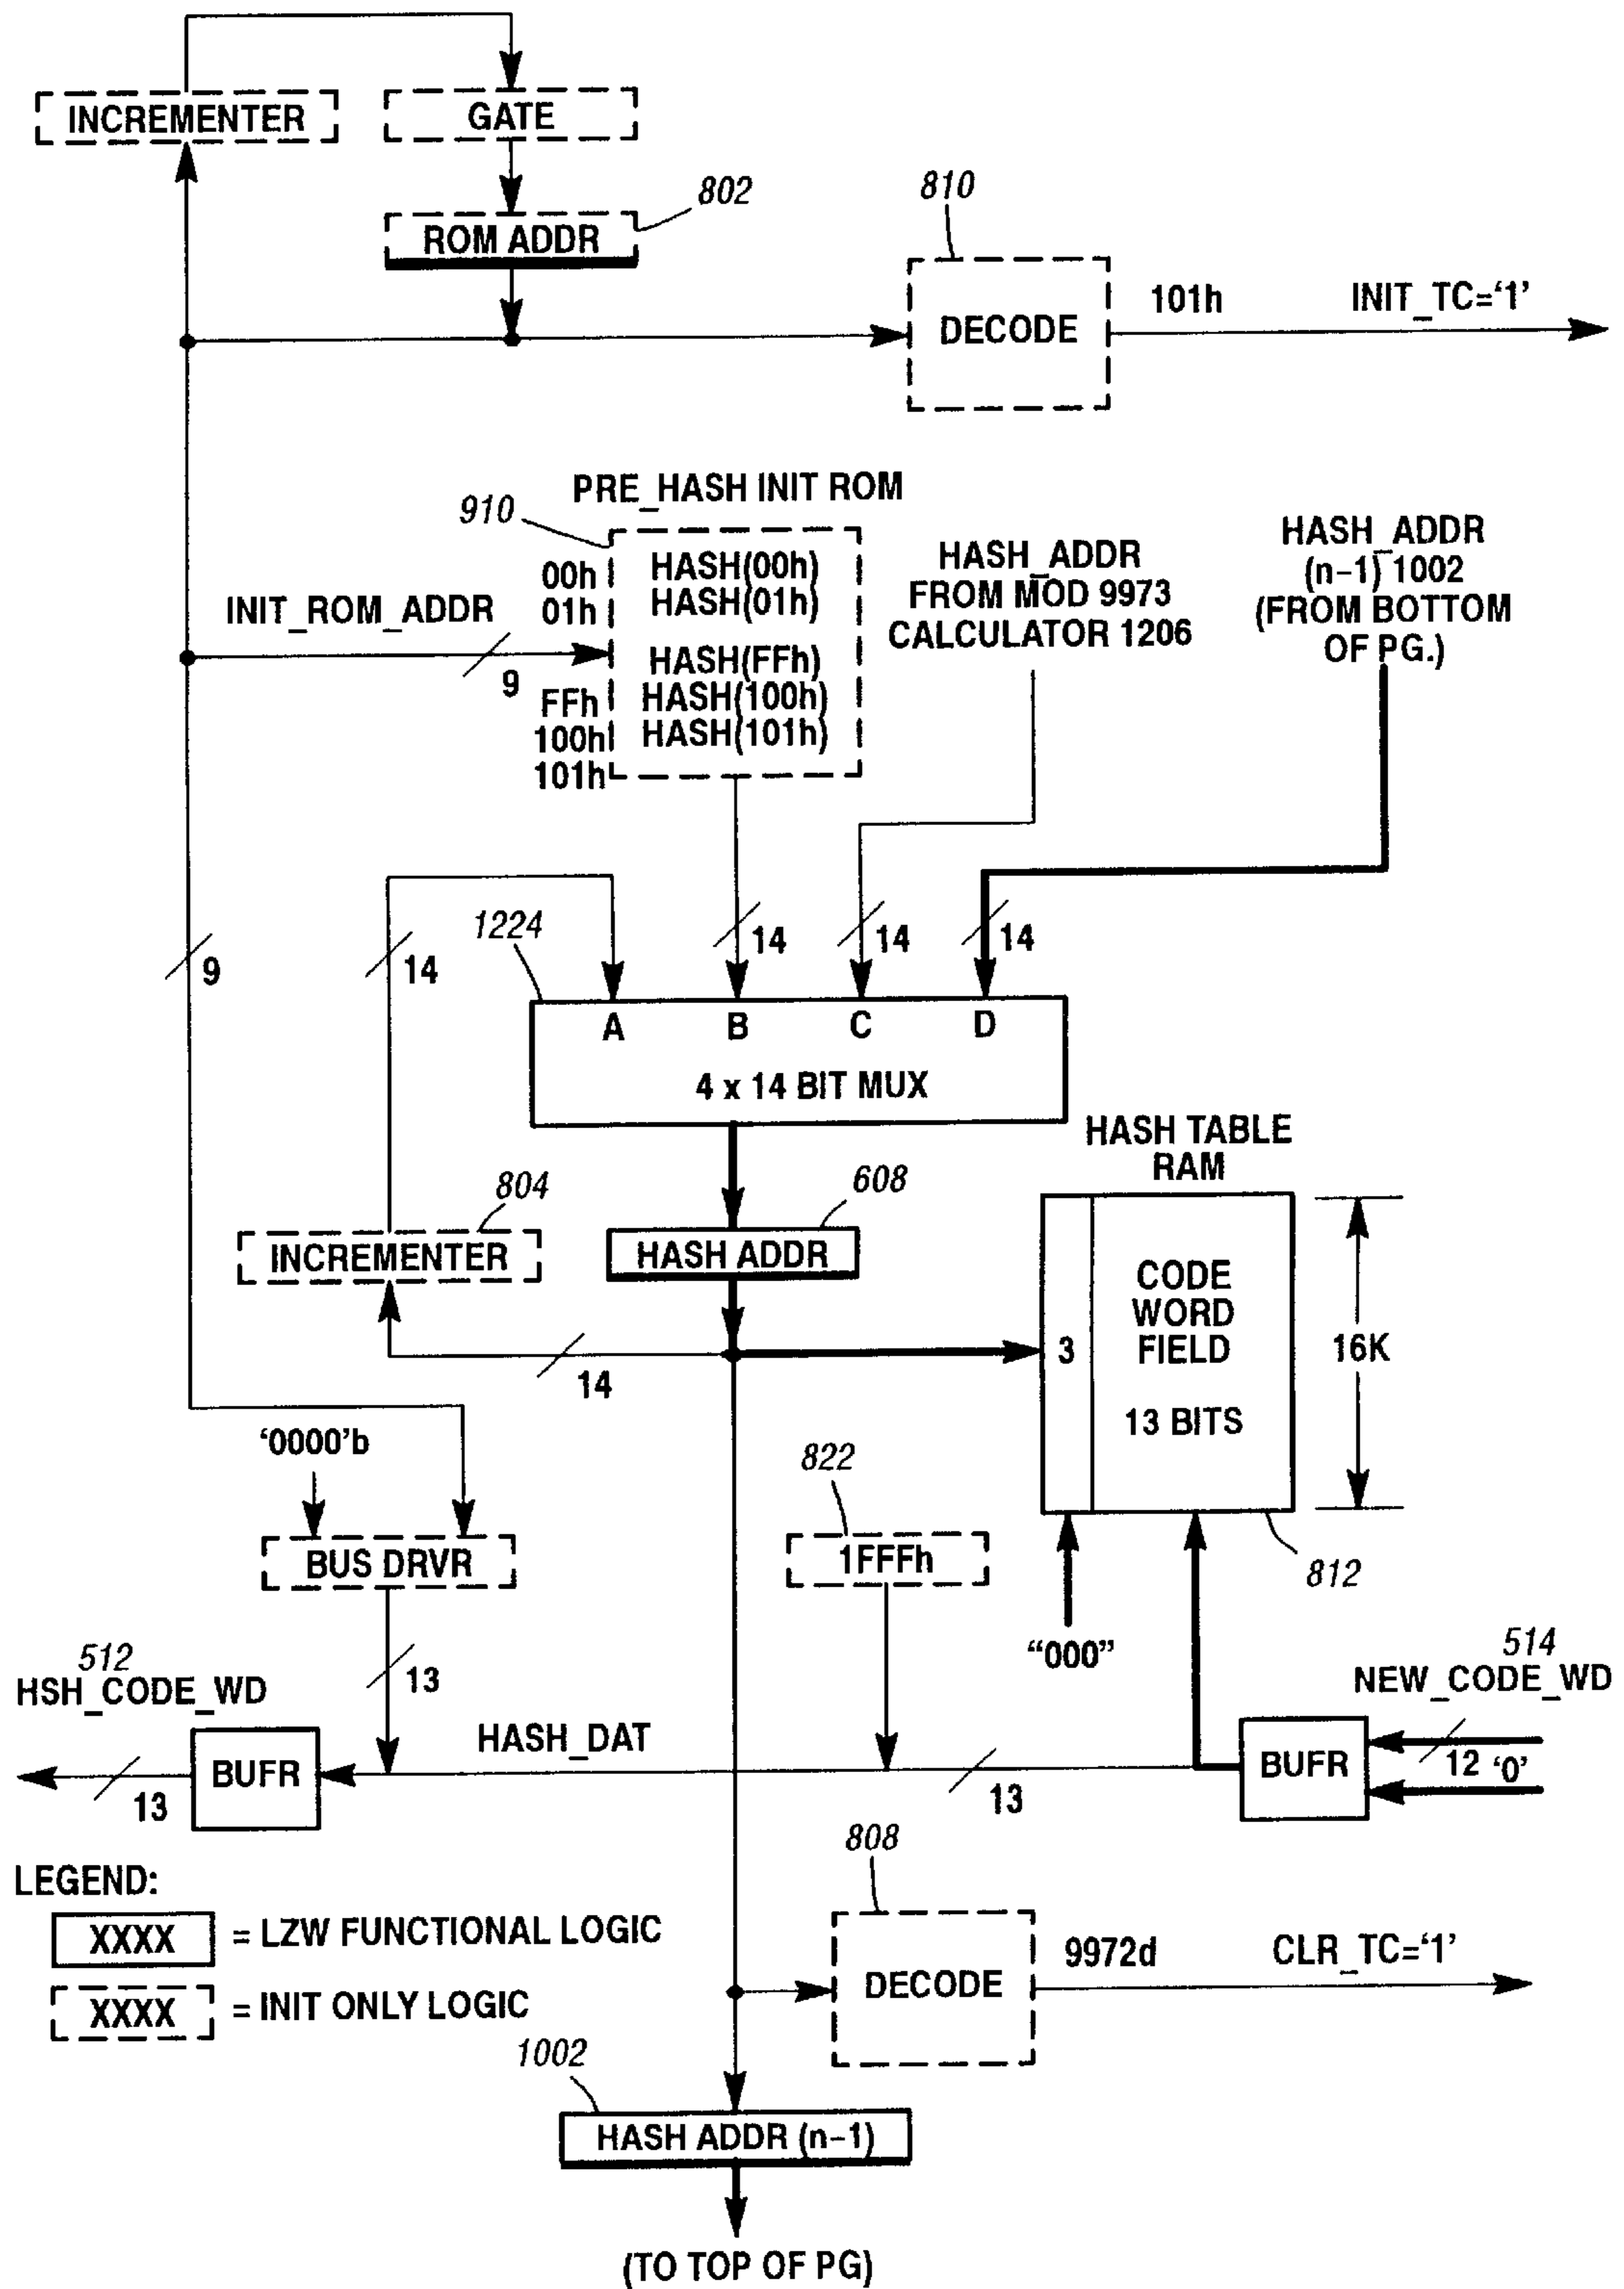 INCREMENTER
GATE
802
ROM ADDR
810
DECODE
101h
INIT_TC=‘1’
PRE_HASH INIT ROM
910
00h
01h
FFh
100h
101h
HASH(00h)
HASH(01h)
HASH(FFh)
HASH(100h)
HASH(101h)
INIT_ROM_ADDR
9
HASH_ADDR
FROM MOD 9973
CALCULATOR 1206
HASH_ADDR
(n-1) 1002
(FROM BOTTOM
OF PG.)
9
14
1224
14
14
14
A B C D
4 x 14 BIT MUX
HASH TABLE
RAM
804
INCREMENTER
608
HASH ADDR
14
3
CODE
WORD
FIELD
13 BITS
16K
812
‘0000’b
BUS DRVR
13
822
1FFFh
“000”
512
HSH_CODE_WD
13
BUFR
HASH_DAT
13
514
NEW_CODE_WD
BUFR
12 ‘0’
808
DECODE
9972d
CLR_TC=‘1’
LEGEND:
XXXX = LZW FUNCTIONAL LOGIC
XXXX = INIT ONLY LOGIC
1002
HASH ADDR (n-1)
(TO TOP OF PG)